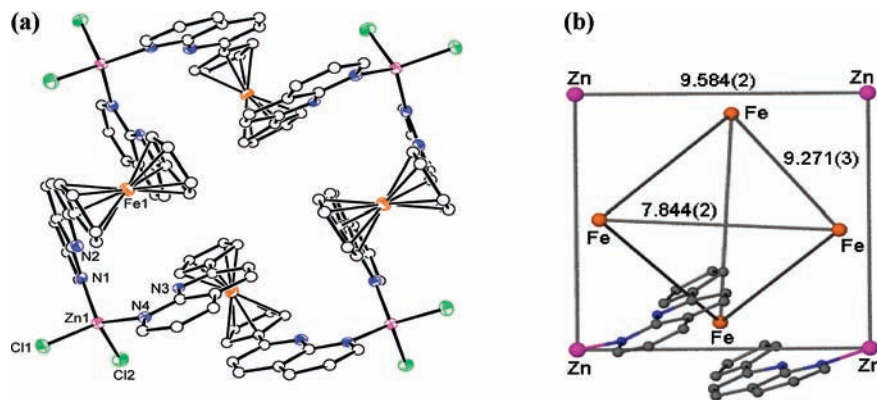 (a)
Fe1
N2
N1
N3
N4
Zn1
Cl1
Cl2
(b)
Zn
9.584(2)
Zn
Fe
9.271(3)
7.844(2)
Fe
Fe
Fe
Zn
Zn